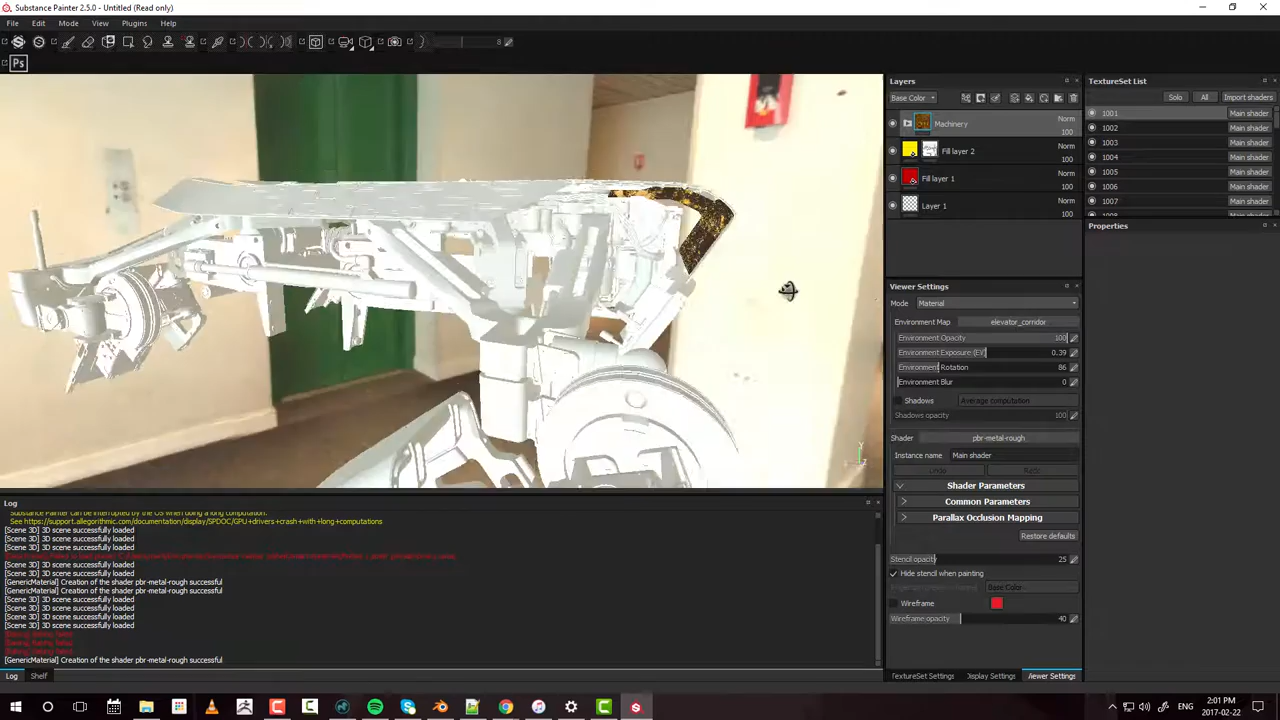 Substance Painter 2.5.0 - Untitled (Read only)
File Edit Mode View Plugins Help
8
Ps
Layers
Base Color
Machinery Norm 100
Fill layer 2 Norm 100
Fill layer 1 Norm 100
Layer 1 Norm 100
TextureSet List
Solo All Import shaders
1001 Main shader
1002 Main shader
1003 Main shader
1004 Main shader
1005 Main shader
1006 Main shader
1007 Main shader
Properties
Viewer Settings
Mode Material
Environment Map elevator_corridor
Environment Opacity 100
Environment Exposure (EV) 0.39
Environment Rotation 86
Environment Blur 0
Shadows Average computation
Shadows opacity 100
Shader pbr-metal-rough
Instance name Main shader
Undo Redo
Shader Parameters
Common Parameters
Parallax Occlusion Mapping
Restore defaults
Stencil opacity 25
Hide stencil when painting
Base Color
Wireframe
Wireframe opacity 40
TextureSet Settings Display Settings Viewer Settings
Y
Z
Log
Substance Painter can be interrupted by the OS when doing a long computation.
See https://support.allegorithmic.com/documentation/display/SPDOC/GPU+drivers+crash+with+long+computations
[Scene 3D] 3D scene successfully loaded
[Scene 3D] 3D scene successfully loaded
[Scene 3D] 3D scene successfully loaded
[Scene 3D] 3D scene successfully loaded
[Scene 3D] 3D scene successfully loaded
[GenericMaterial] Creation of the shader pbr-metal-rough successful
[GenericMaterial] Creation of the shader pbr-metal-rough successful
[Scene 3D] 3D scene successfully loaded
[Scene 3D] 3D scene successfully loaded
[Scene 3D] 3D scene successfully loaded
[Scene 3D] 3D scene successfully loaded
[GenericMaterial] Creation of the shader pbr-metal-rough successful
Log Shelf
ENG 2:01 PM
2017-02-22